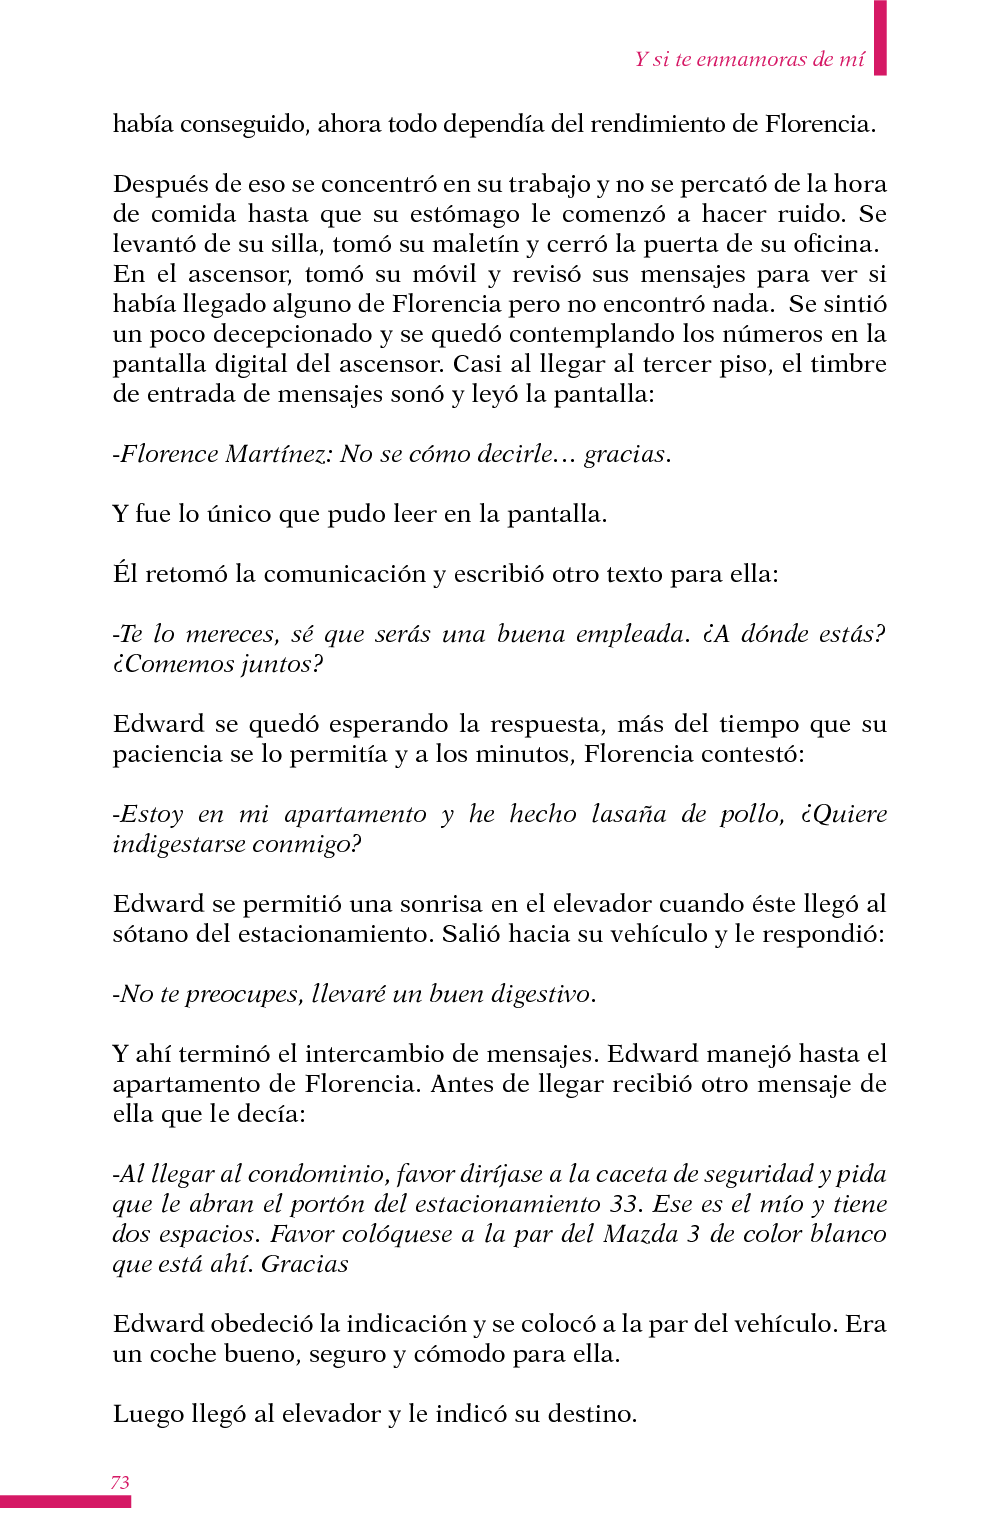 Y si te enmamoras de mí
había conseguido, ahora todo dependía del rendimiento de Florencia.
Después de eso se concentró en su trabajo y no se percató de la hora
de comida hasta que su estómago le comenzó a hacer ruido. Se
levantó de su silla, tomó su maletín y cerró la puerta de su oficina.
En el ascensor, tomó su móvil y revisó sus mensajes para ver si
había llegado alguno de Florencia pero no encontró nada. Se sintió
un poco decepcionado y se quedó contemplando los números en la
pantalla digital del ascensor. Casi al llegar al tercer piso, el timbre
de entrada de mensajes sonó y leyó la pantalla:
-Florence Martínez: No se cómo decirle… gracias.
Y fue lo único que pudo leer en la pantalla.
Él retomó la comunicación y escribió otro texto para ella:
-Te lo mereces, sé que serás una buena empleada. ¿A dónde estás?
¿Comemos juntos?
Edward se quedó esperando la respuesta, más del tiempo que su
paciencia se lo permitía y a los minutos, Florencia contestó:
-Estoy en mi apartamento y he hecho lasaña de pollo, ¿Quiere
indigestarse conmigo?
Edward se permitió una sonrisa en el elevador cuando éste llegó al
sótano del estacionamiento. Salió hacia su vehículo y le respondió:
-No te preocupes, llevaré un buen digestivo.
Y ahí terminó el intercambio de mensajes. Edward manejó hasta el
apartamento de Florencia. Antes de llegar recibió otro mensaje de
ella que le decía:
-Al llegar al condominio, favor diríjase a la caceta de seguridad y pida
que le abran el portón del estacionamiento 33. Ese es el mío y tiene
dos espacios. Favor colóquese a la par del Mazda 3 de color blanco
que está ahí. Gracias
Edward obedeció la indicación y se colocó a la par del vehículo. Era
un coche bueno, seguro y cómodo para ella.
Luego llegó al elevador y le indicó su destino.
73